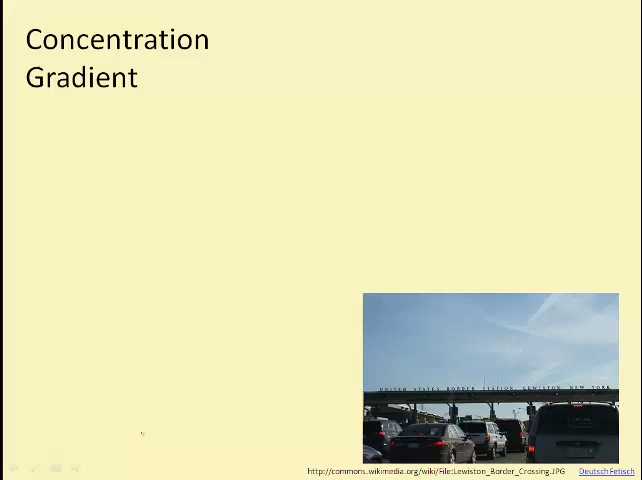 Concentration
Gradient
UNITED STATES BORDER STATION, LEWISTON, NEW YORK
http://commons.wikimedia.org/wiki/File:Lewiston_Border_Crossing.JPG DeutschFetisch